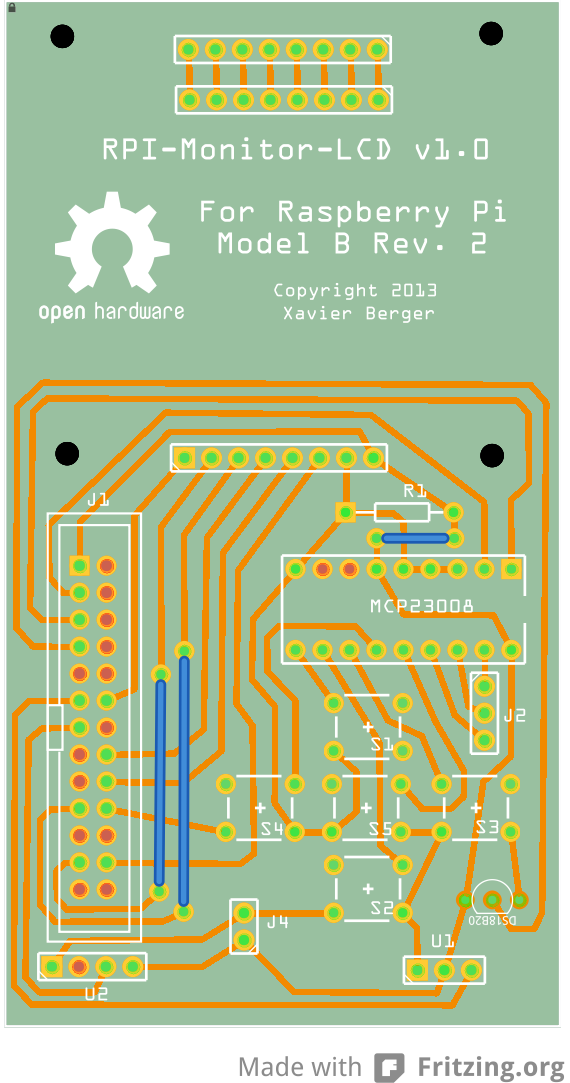 RPI-Monitor-LCD v1.0
For Raspberry Pi
Model B Rev. 2
open hardware
Copyright 2013
Xavier Berger
J1
R1
MCP23008
J2
S1
S4
S5
S3
S2
DS18B20
J4
U1
U2
Made with Fritzing.org